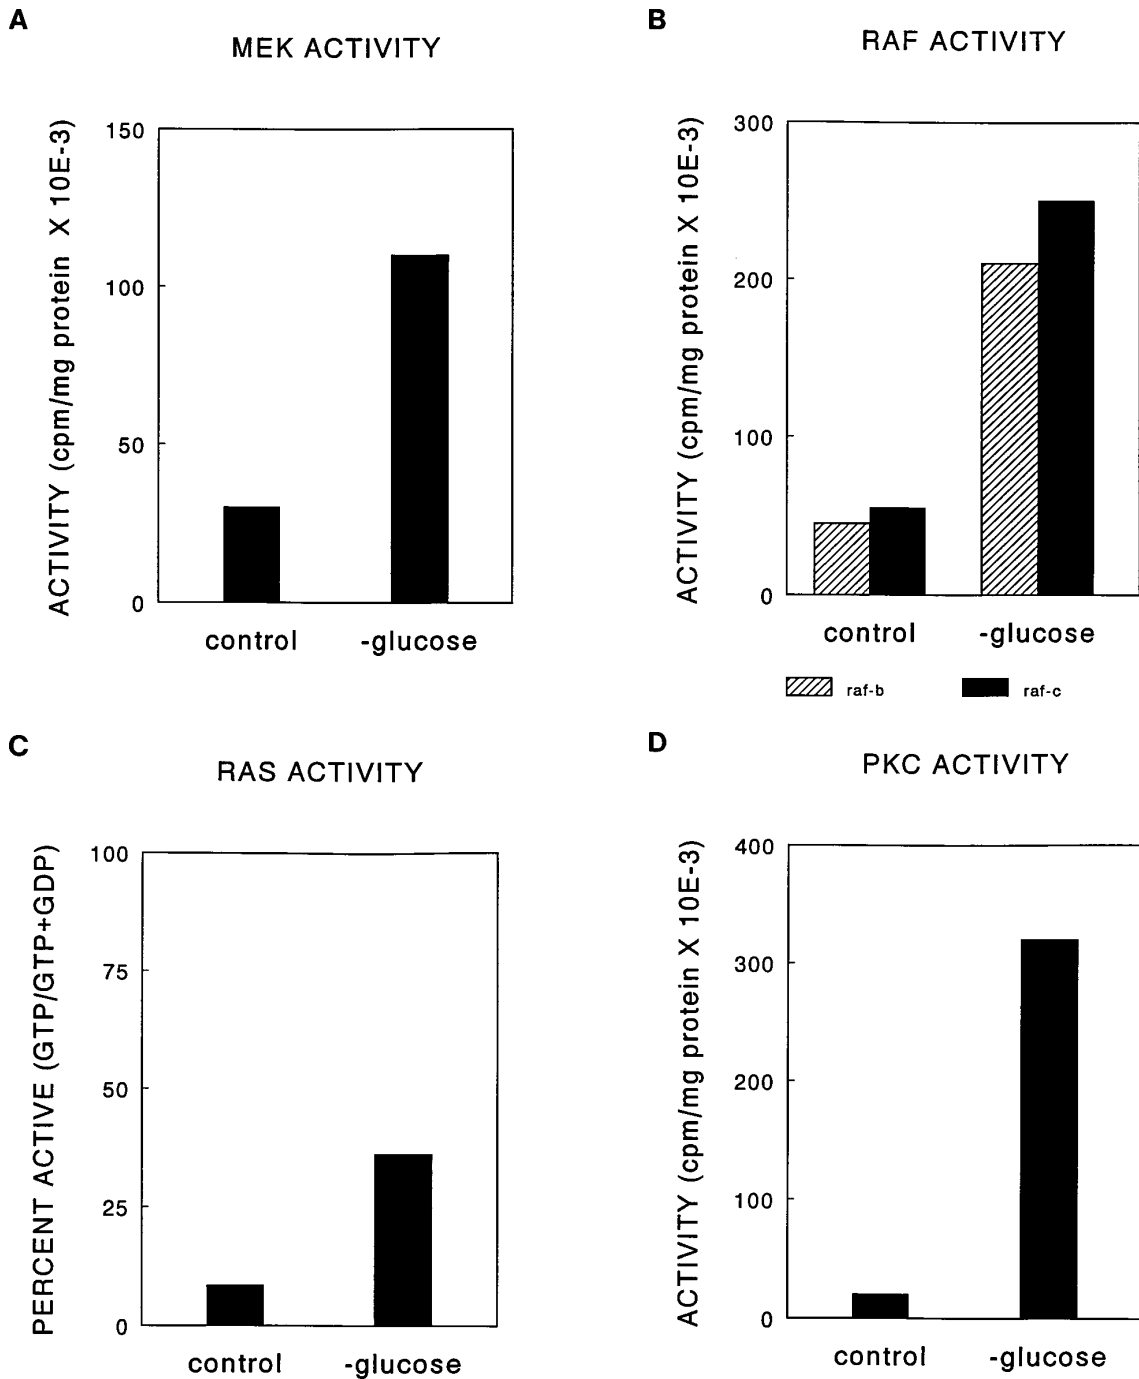 A
MEK ACTIVITY
ACTIVITY (cpm/mg protein X 10E-3)
150
100
50
0
control -glucose
B
RAF ACTIVITY
ACTIVITY (cpm/mg protein X 10E-3)
300
200
100
0
control -glucose
raf-b raf-c
C
RAS ACTIVITY
PERCENT ACTIVE (GTP/GTP+GDP)
100
75
50
25
0
control -glucose
D
PKC ACTIVITY
ACTIVITY (cpm/mg protein X 10E-3)
400
300
200
100
0
control -glucose